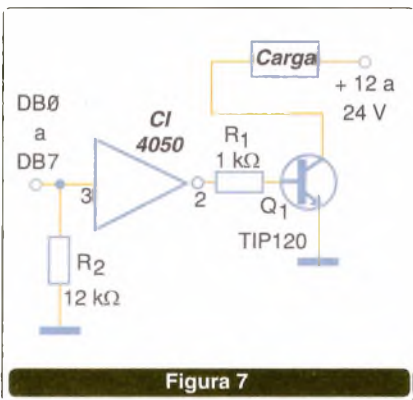 Carga
+ 12 a
24 V
DBØ
a
DB7
CI
4050
R1
1 kΩ
3
2
Q1
TIP120
R2
12 kΩ
Figura 7